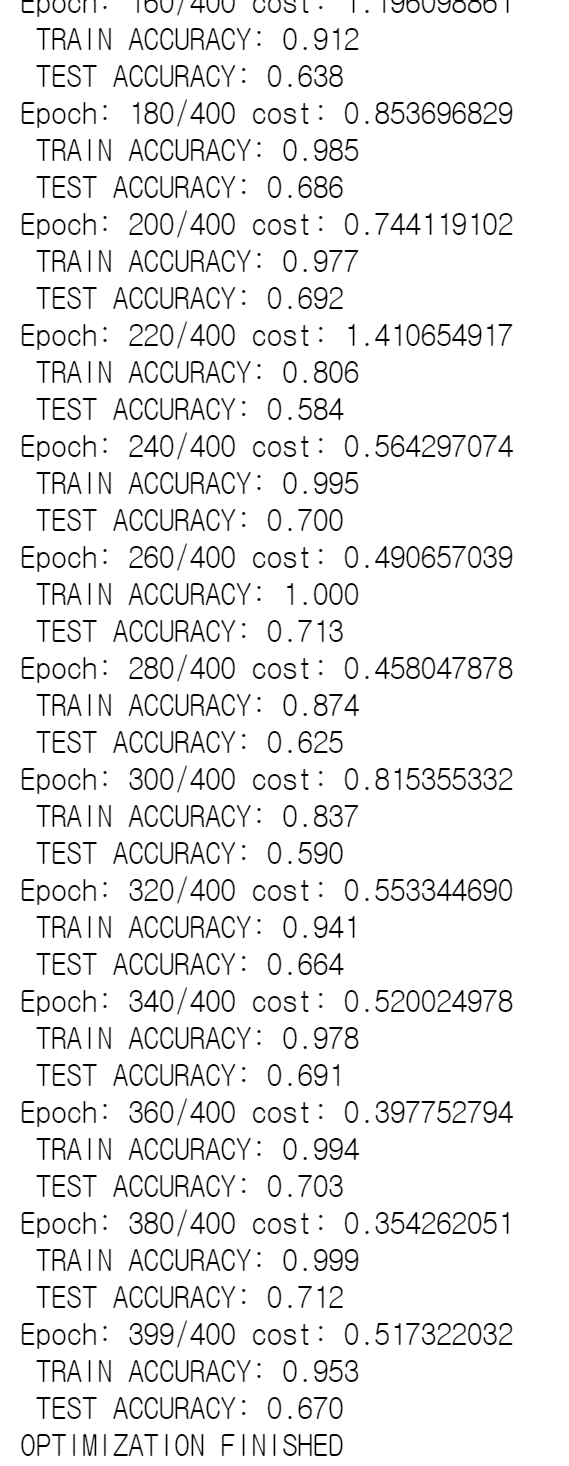 Epoch: 160/400 cost: 1.196098861
TRAIN ACCURACY: 0.912
TEST ACCURACY: 0.638
Epoch: 180/400 cost: 0.853696829
TRAIN ACCURACY: 0.985
TEST ACCURACY: 0.686
Epoch: 200/400 cost: 0.744119102
TRAIN ACCURACY: 0.977
TEST ACCURACY: 0.692
Epoch: 220/400 cost: 1.410654917
TRAIN ACCURACY: 0.806
TEST ACCURACY: 0.584
Epoch: 240/400 cost: 0.564297074
TRAIN ACCURACY: 0.995
TEST ACCURACY: 0.700
Epoch: 260/400 cost: 0.490657039
TRAIN ACCURACY: 1.000
TEST ACCURACY: 0.713
Epoch: 280/400 cost: 0.458047878
TRAIN ACCURACY: 0.874
TEST ACCURACY: 0.625
Epoch: 300/400 cost: 0.815355332
TRAIN ACCURACY: 0.837
TEST ACCURACY: 0.590
Epoch: 320/400 cost: 0.553344690
TRAIN ACCURACY: 0.941
TEST ACCURACY: 0.664
Epoch: 340/400 cost: 0.520024978
TRAIN ACCURACY: 0.978
TEST ACCURACY: 0.691
Epoch: 360/400 cost: 0.397752794
TRAIN ACCURACY: 0.994
TEST ACCURACY: 0.703
Epoch: 380/400 cost: 0.354262051
TRAIN ACCURACY: 0.999
TEST ACCURACY: 0.712
Epoch: 399/400 cost: 0.517322032
TRAIN ACCURACY: 0.953
TEST ACCURACY: 0.670
OPTIMIZATION FINISHED